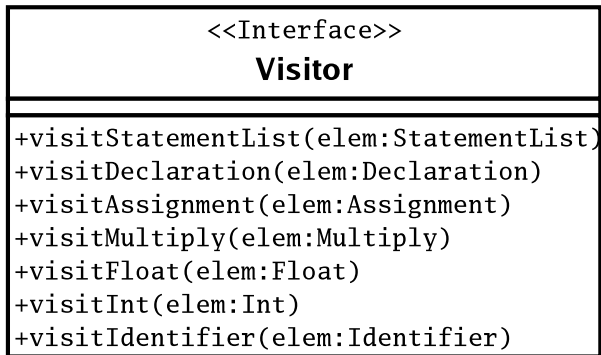 <<Interface>>
Visitor
+visitStatementList(elem:StatementList)
+visitDeclaration(elem:Declaration)
+visitAssignment(elem:Assignment)
+visitMultiply(elem:Multiply)
+visitFloat(elem:Float)
+visitInt(elem:Int)
+visitIdentifier(elem:Identifier)